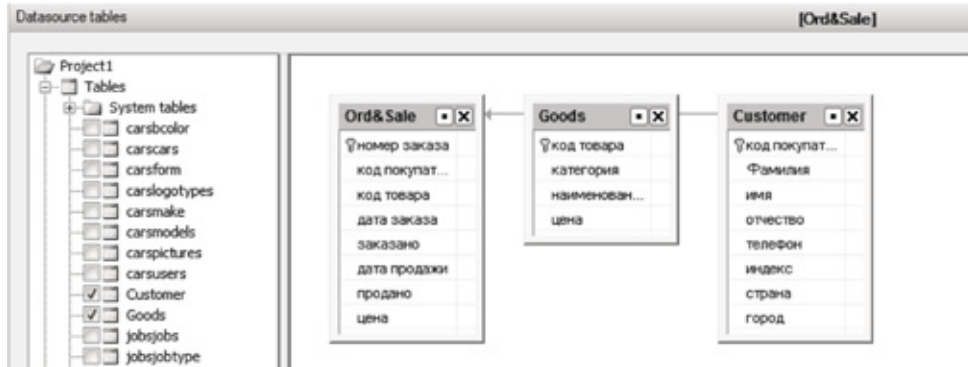 Datasource tables
[Ord&Sale]
Project1
Tables
System tables
carsbcolor
carscars
carsform
carslogotypes
carsmake
carsmodels
carspictures
carsusers
Customer
Goods
jobsjobs
jobsjobtype
Ord&Sale
номер заказа
код покупат...
код товара
дата заказа
заказано
дата продажи
продано
цена
Goods
код товара
категория
наименован...
цена
Customer
код покупат...
Фамилия
имя
отчество
телефон
индекс
страна
город